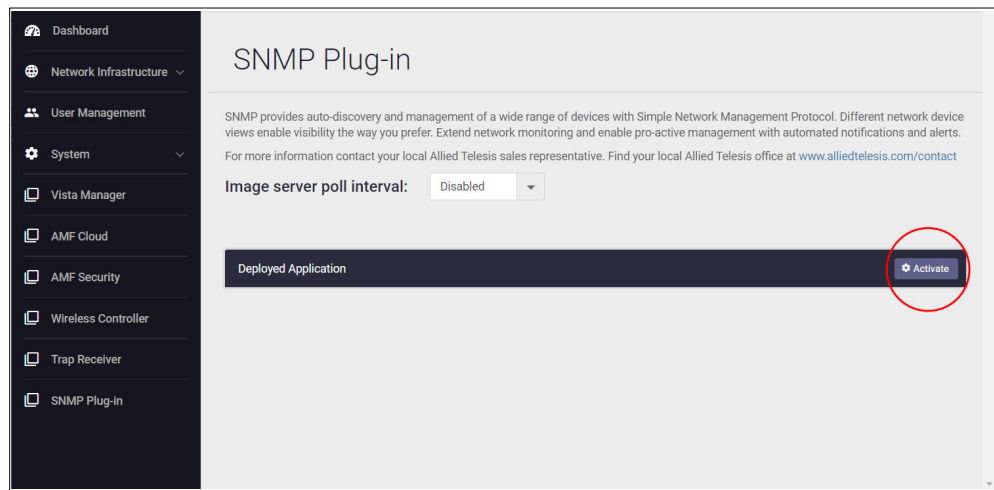 Dashboard
Network Infrastructure
User Management
System
Vista Manager
AMF Cloud
AMF Security
Wireless Controller
Trap Receiver
SNMP Plug-in
SNMP Plug-in
SNMP provides auto-discovery and management of a wide range of devices with Simple Network Management Protocol. Different network device
views enable visibility the way you prefer. Extend network monitoring and enable pro-active management with automated notifications and alerts.
For more information contact your local Allied Telesis sales representative. Find your local Allied Telesis office at www.alliedtelesis.com/contact
Image server poll interval: Disabled
Deployed Application Activate